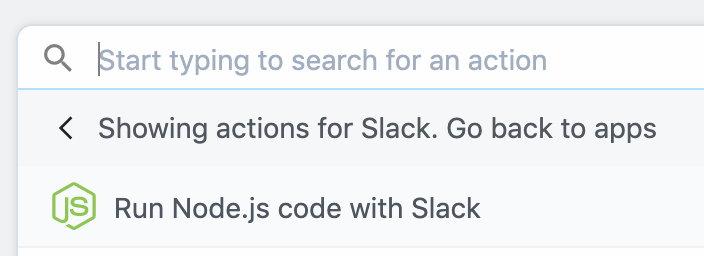 Start typing to search for an action
Showing actions for Slack. Go back to apps
JS Run Node.js code with Slack